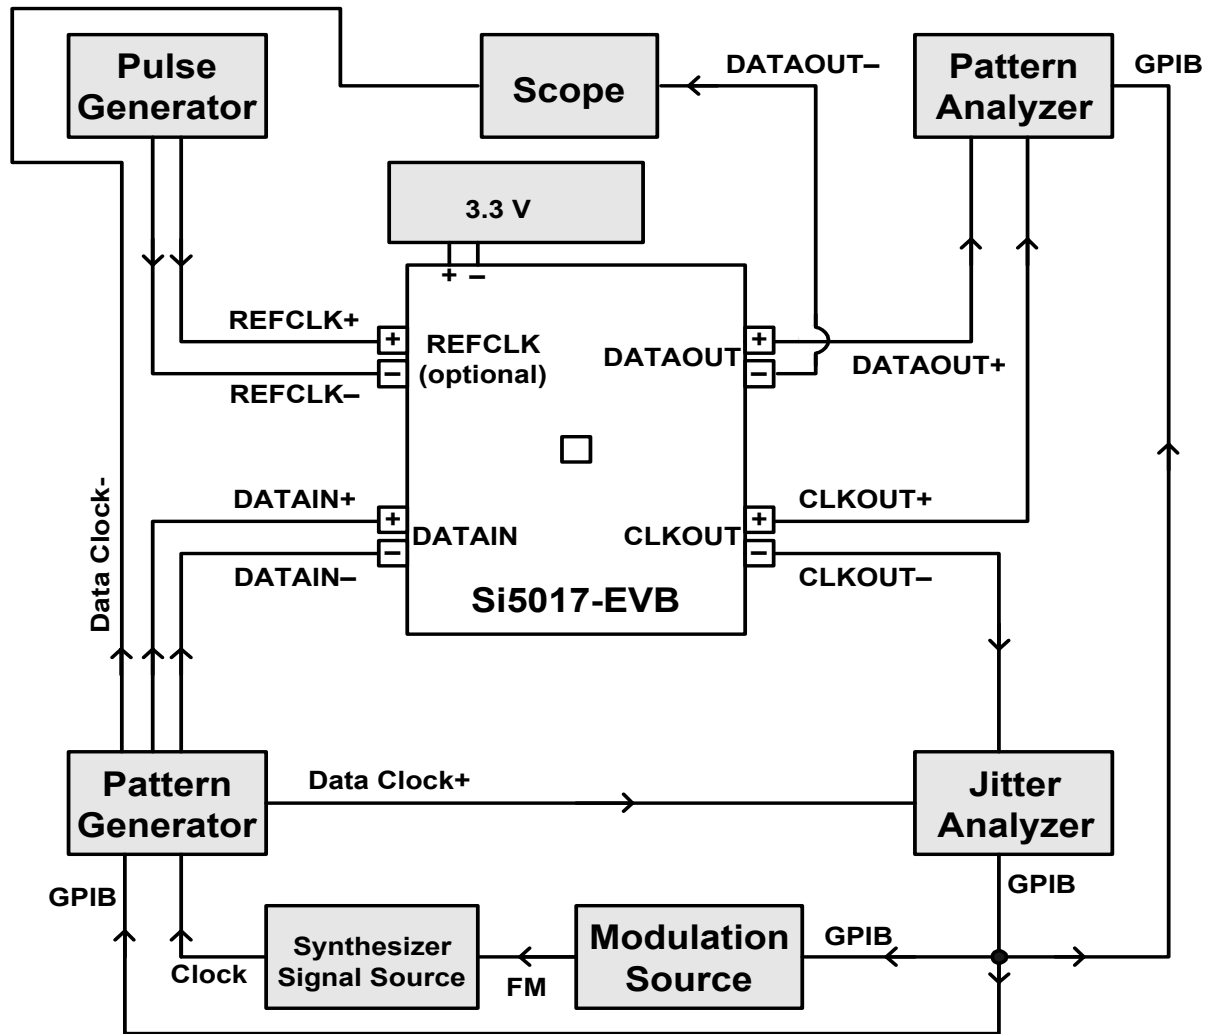 Pulse
Generator
Scope
DATAOUT–
Pattern
Analyzer
GPIB
3.3 V
+ –
REFCLK+
+
REFCLK
(optional)
–
REFCLK–
DATAOUT
+
–
DATAOUT+
Data Clock-
DATAIN+
+
DATAIN
–
DATAIN–
CLKOUT+
CLKOUT
+
–
CLKOUT–
Si5017-EVB
Pattern
Generator
Data Clock+
Jitter
Analyzer
GPIB
GPIB
Clock
Synthesizer
Signal Source
FM
Modulation
Source
GPIB